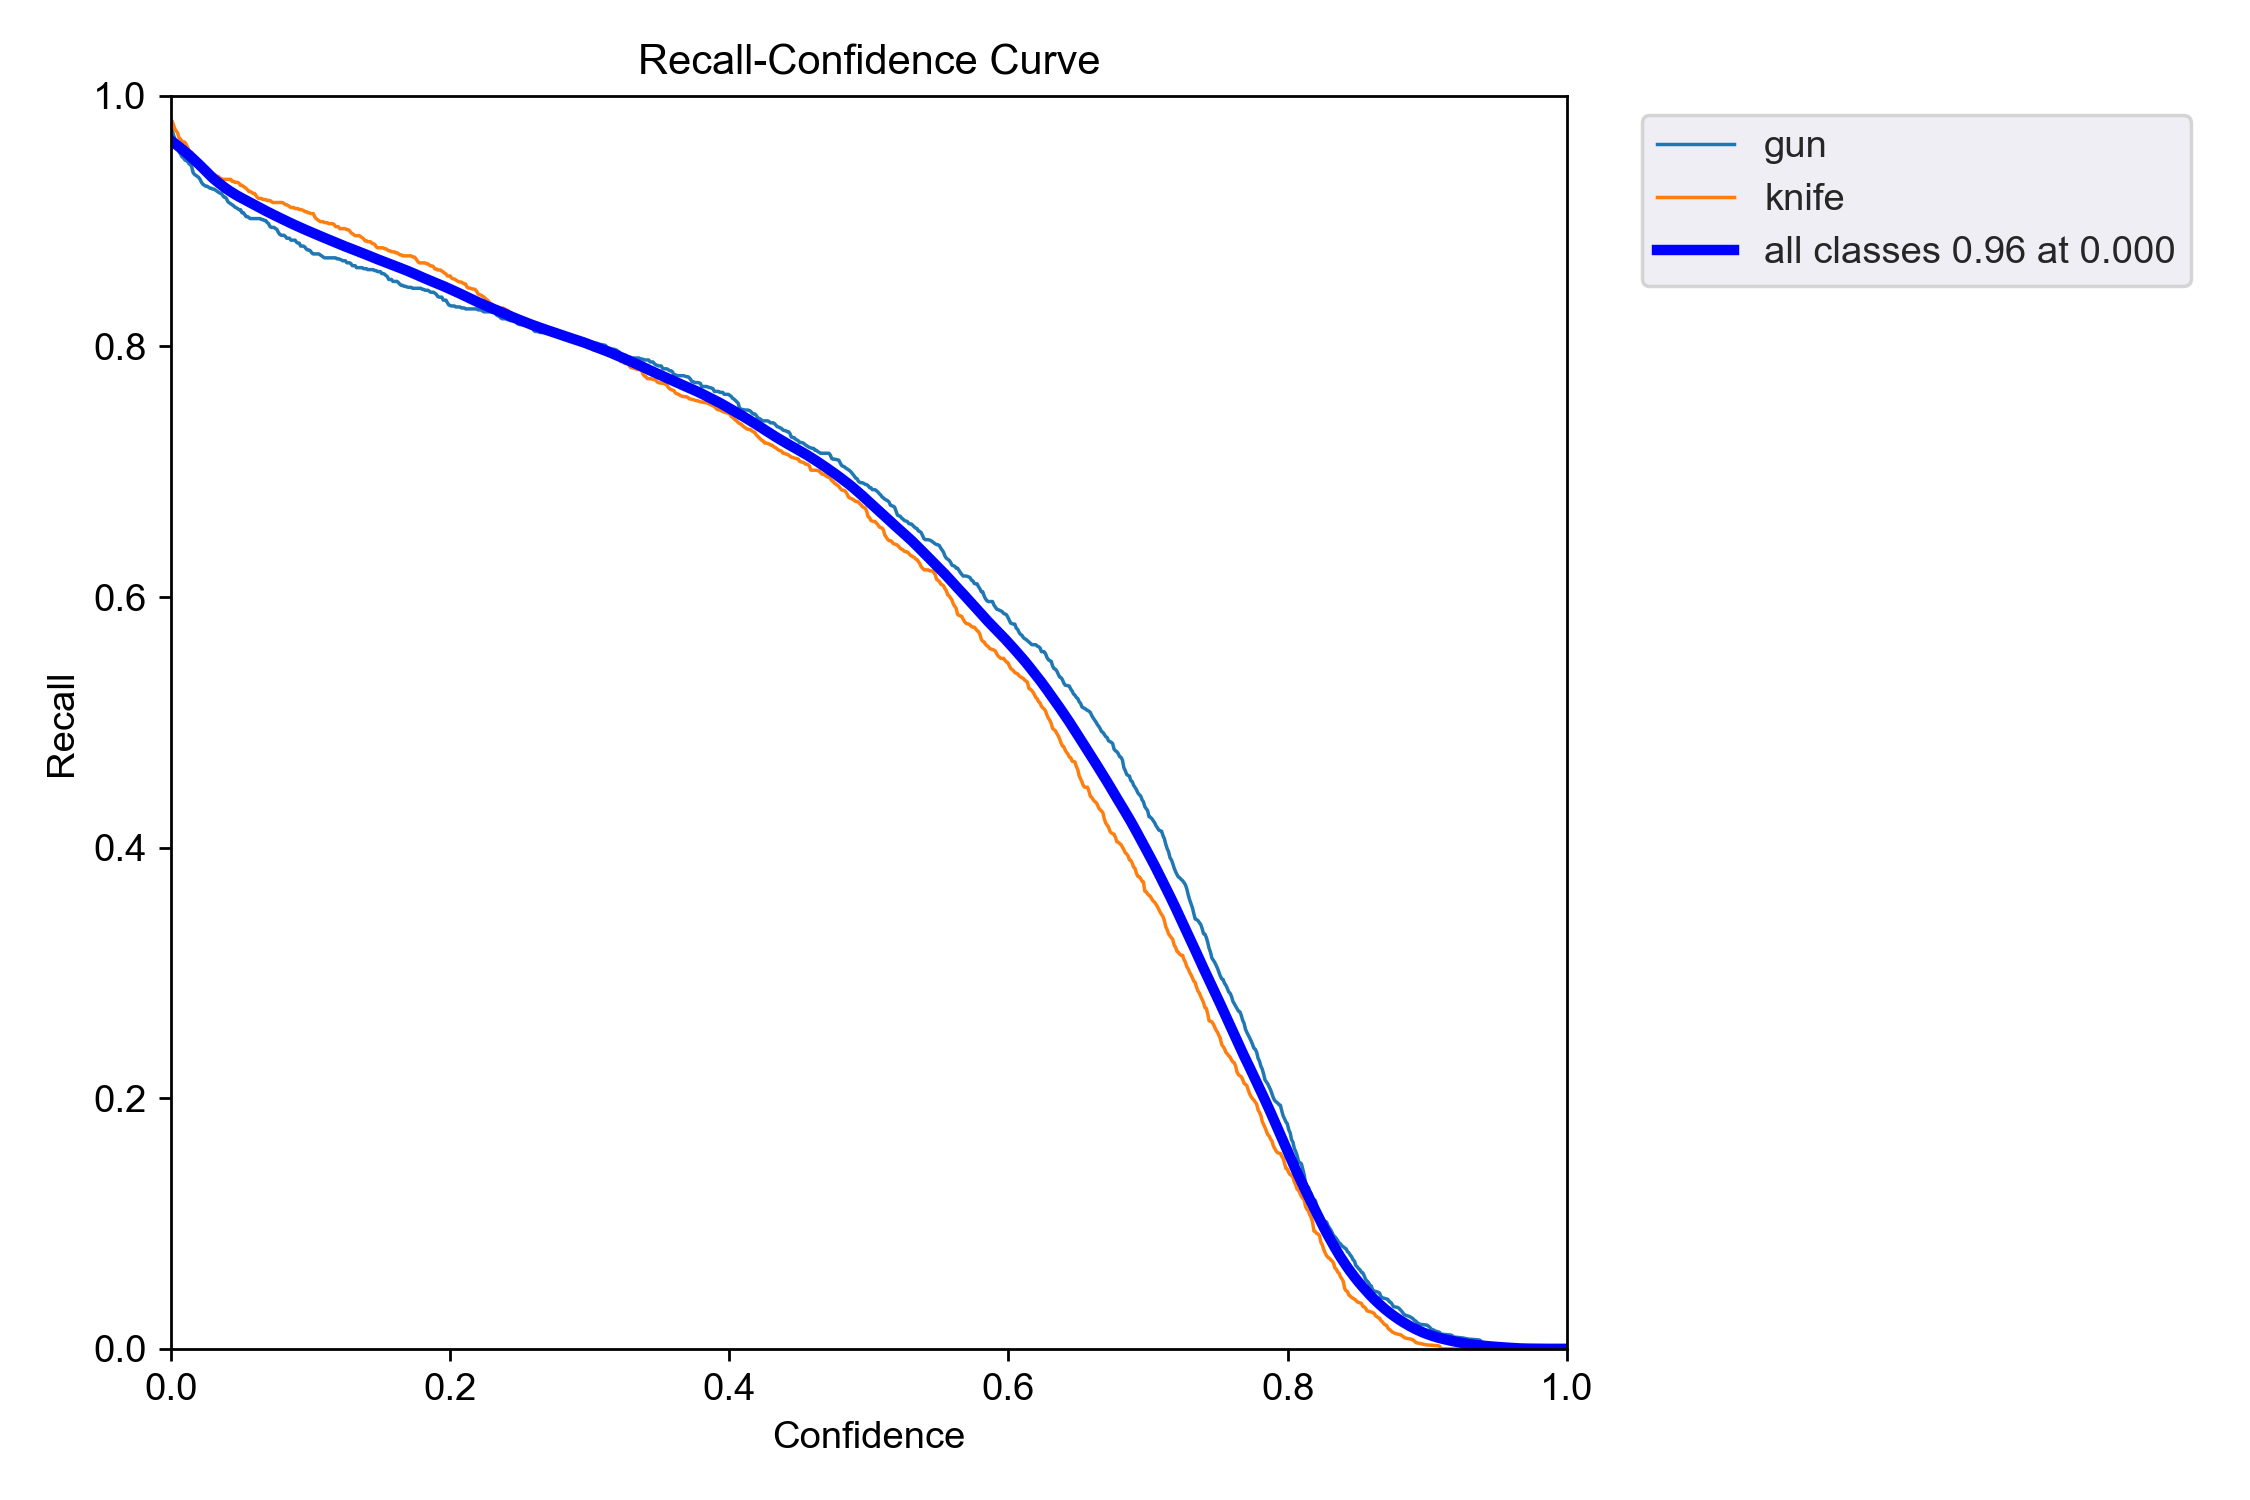 Recall-Confidence Curve
1.0
0.8
0.6
0.4
0.2
0.0
Recall
0.0 0.2 0.4 0.6 0.8 1.0
Confidence
gun
knife
all classes 0.96 at 0.000